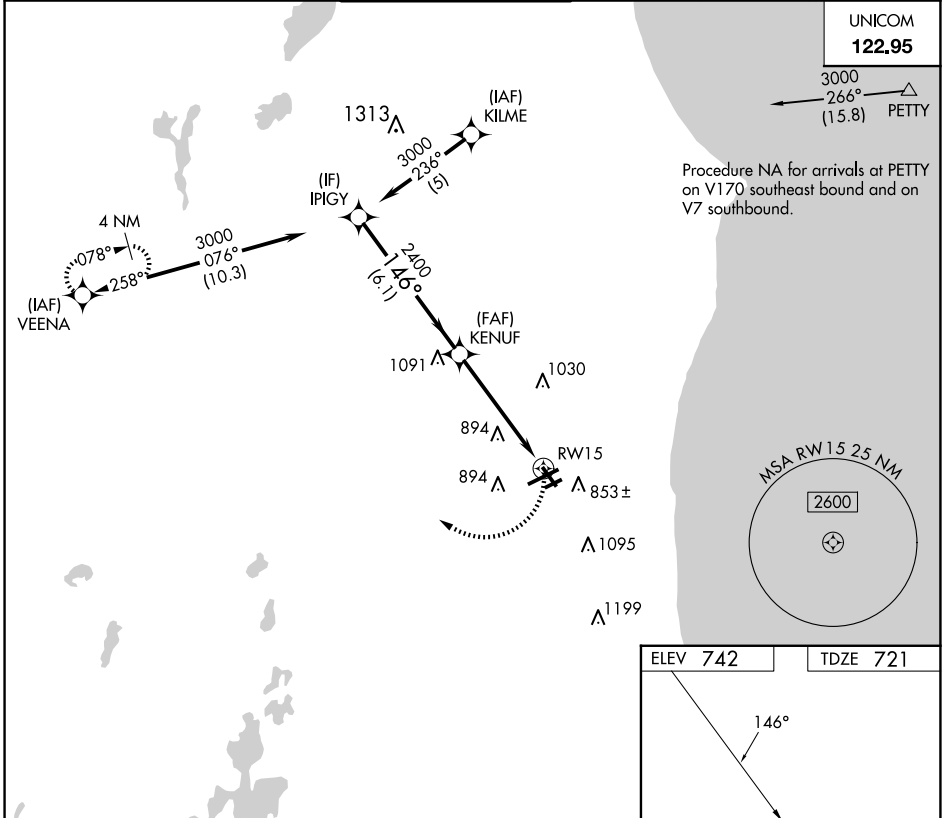 UNICOM
122.95
3000
266°
(15.8)
PETTY
Procedure NA for arrivals at PETTY
on V170 southeast bound and on
V7 southbound.
(IAF)
KILME
1313
3000
236°
(5)
(IF)
IPIGY
4 NM
078°
258°
3000
076°
(10.3)
(IAF)
VEENA
2400
146°
(6.1)
(FAF)
KENUF
1091
1030
894
RW15
894
853±
1095
1199
MSA RW15 25 NM
2600
ELEV 742
TDZE 721
146°